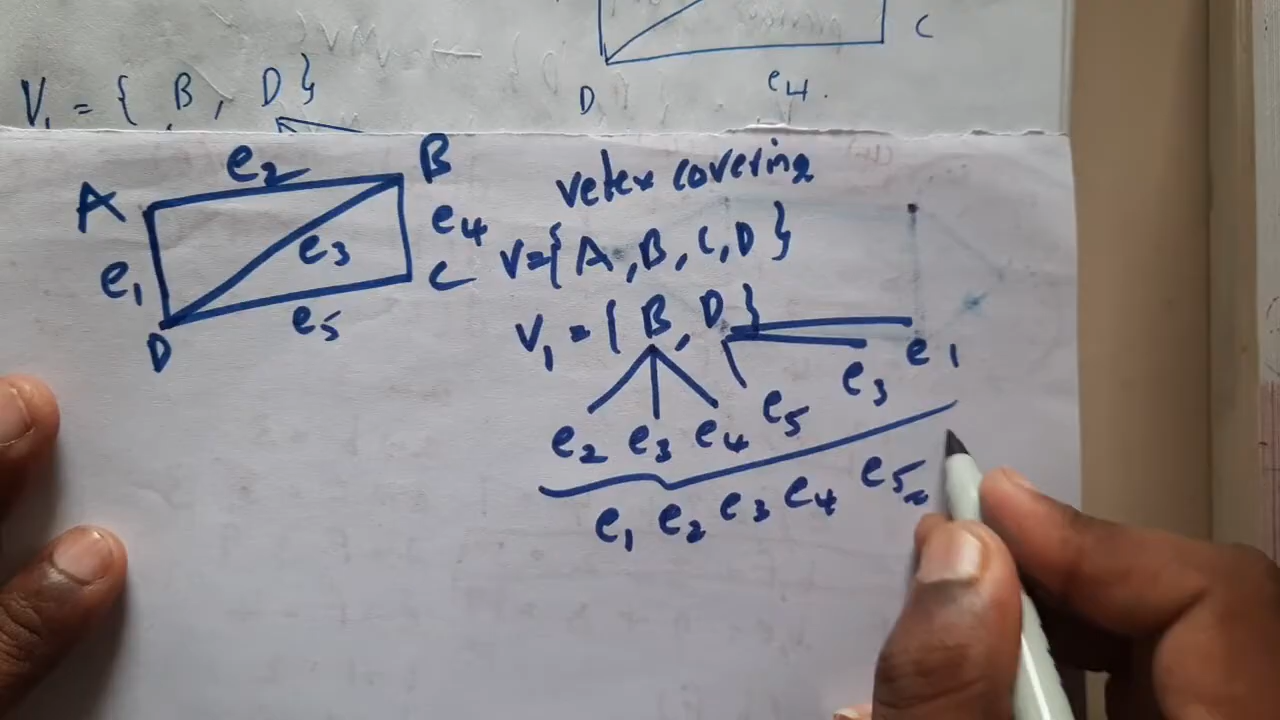 C
D
e4.
V1 = { B, D }
e2
B
A
e3
e4
e1
C
e5
D
vetex covering
V={A,B,C,D}
V1 = { B, D }
e2 e3 e4 e5 e3 e1
e1 e2 e3 e4 e5